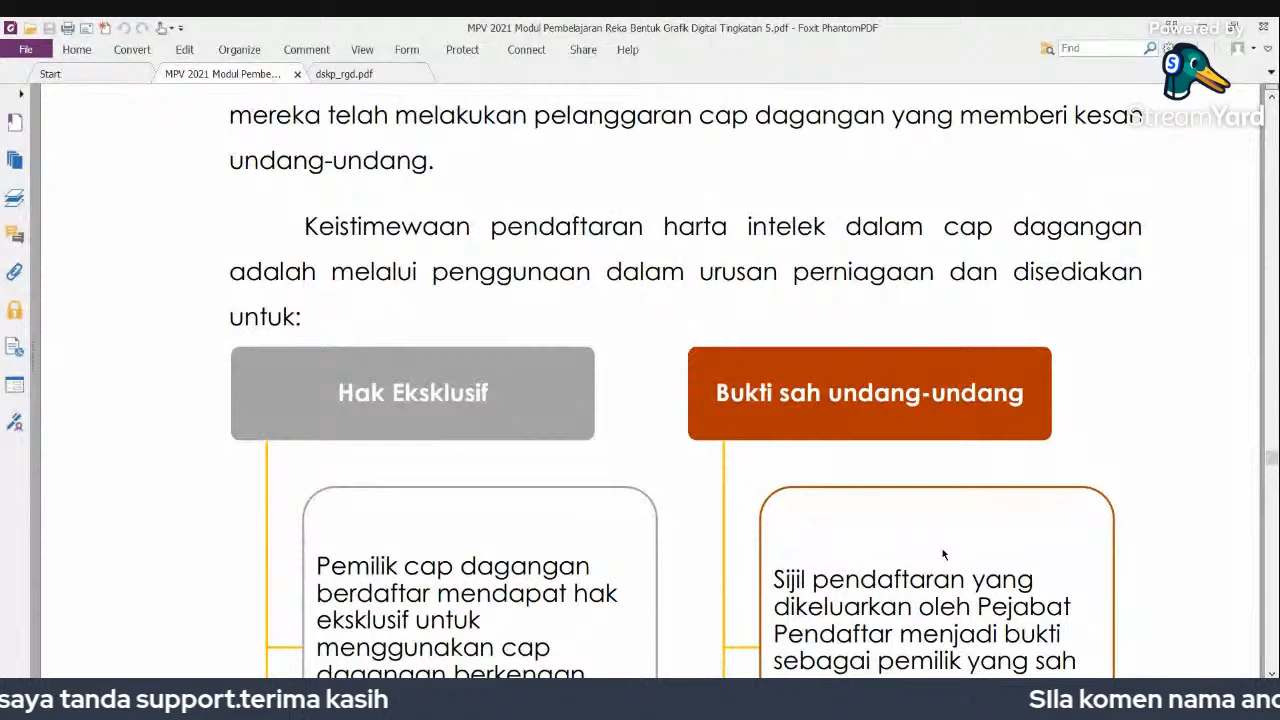 MPV 2021 Modul Pembelajaran Reka Bentuk Grafik Digital Tingkatan 5.pdf - Foxit PhantomPDF
Powered by
File Home Convert Edit Organize Comment View Form Protect Connect Share Help
Find
Start
MPV 2021 Modul Pembe...
dskp_rgd.pdf
StreamYard
mereka telah melakukan pelanggaran cap dagangan yang memberi kesan
undang-undang.
Keistimewaan pendaftaran harta intelek dalam cap dagangan
adalah melalui penggunaan dalam urusan perniagaan dan disediakan
untuk:
Hak Eksklusif
Bukti sah undang-undang
Pemilik cap dagangan
berdaftar mendapat hak
eksklusif untuk
menggunakan cap
dagangan berkenaan
Sijil pendaftaran yang
dikeluarkan oleh Pejabat
Pendaftar menjadi bukti
sebagai pemilik yang sah
saya tanda support.terima kasih
SIla komen nama